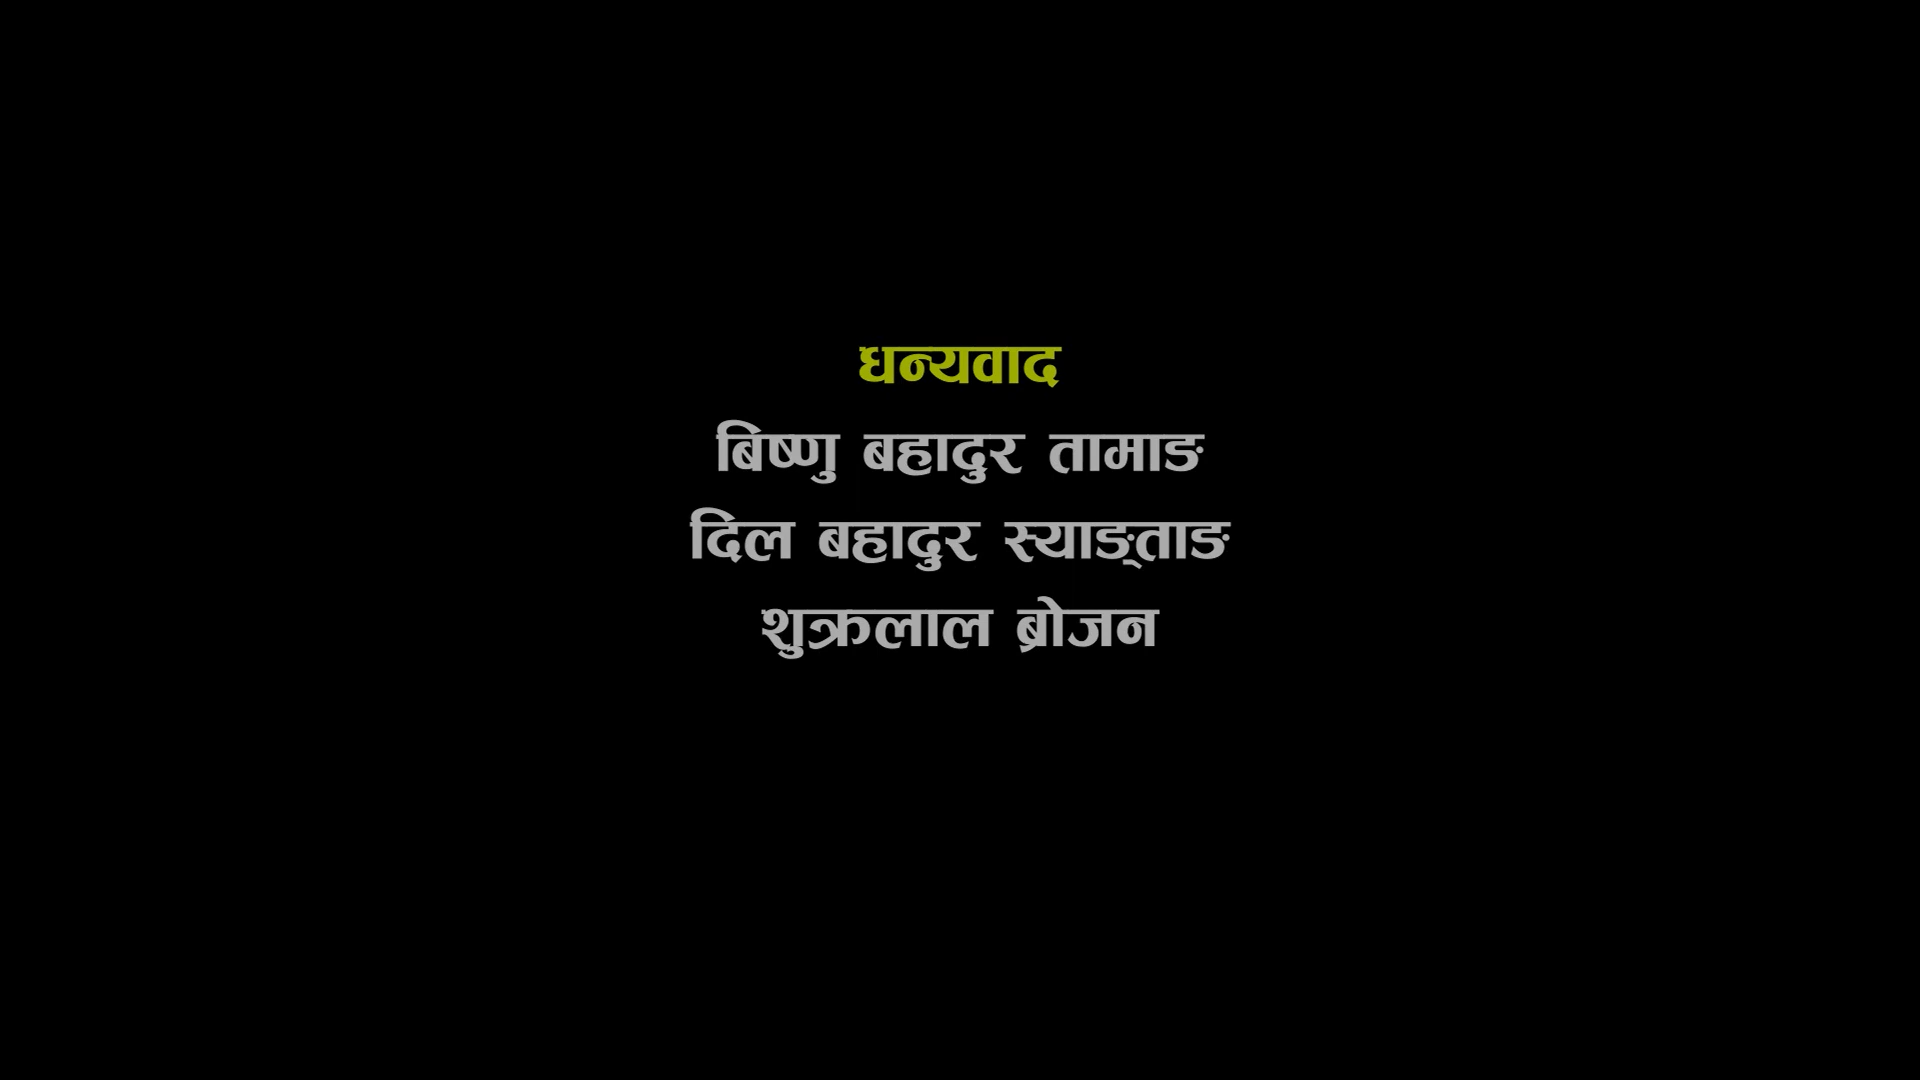 धन्यवाद
बिष्णु बहादुर तामाङ
दिल बहादुर स्याङ्ताङ
शुक्रलाल ब्रोजन